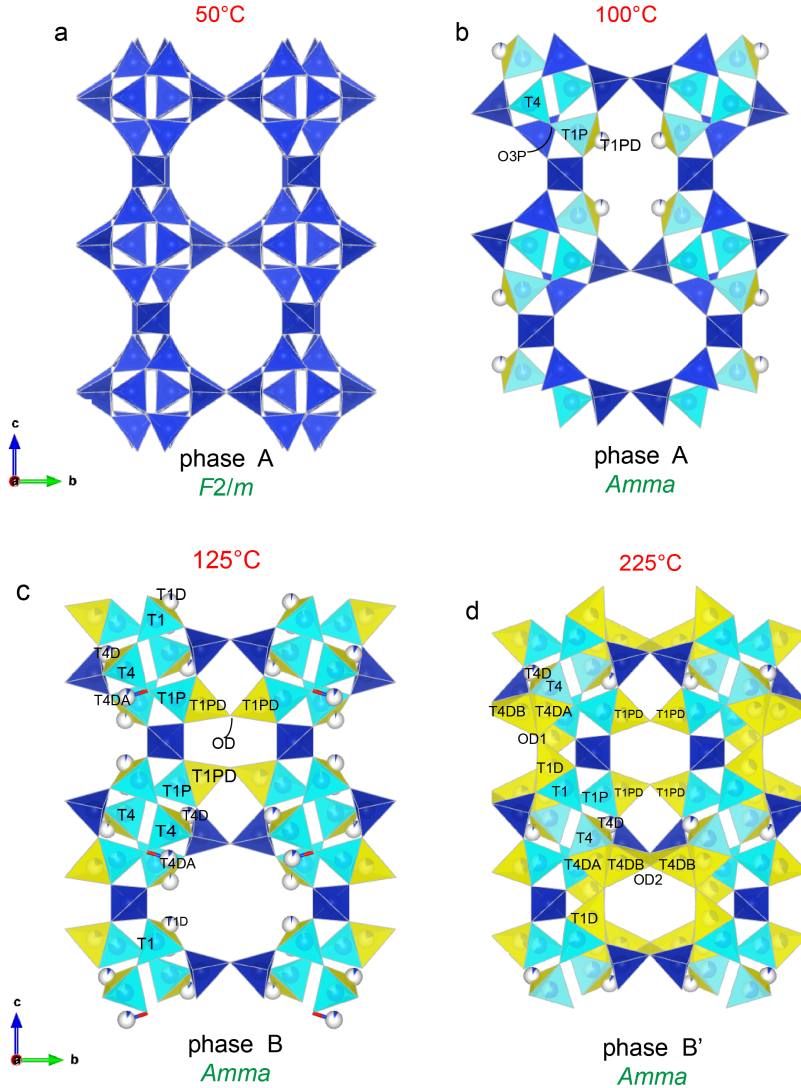 50°C
a
c
a
b
phase A
F2/m
100°C
b
T4
T1P
T1PD
O3P
phase A
Amma
125°C
c
T1D
T1
T4D
T4
T4DA
T1P
T1PD
T1PD
OD
T1PD
T1P
T4D
T4
T4
T4DA
T1D
T1
c
a
b
phase B
Amma
225°C
d
T4D
T4
T4DB
T4DA
T1PD
T1PD
OD1
T1D
T1
T1P
T1PD
T1PD
T4D
T4
T4DA
T4DB
T4DB
OD2
T1D
phase B’
Amma